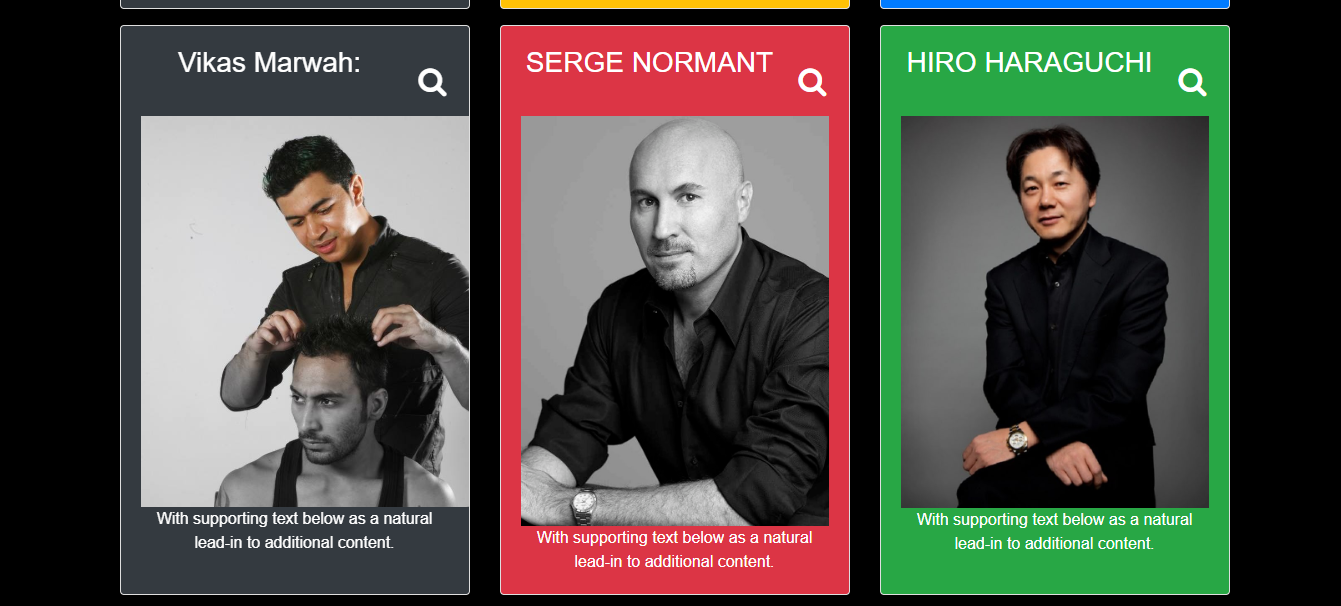 Vikas Marwah:
With supporting text below as a natural
lead-in to additional content.
SERGE NORMANT
With supporting text below as a natural
lead-in to additional content.
HIRO HARAGUCHI
With supporting text below as a natural
lead-in to additional content.